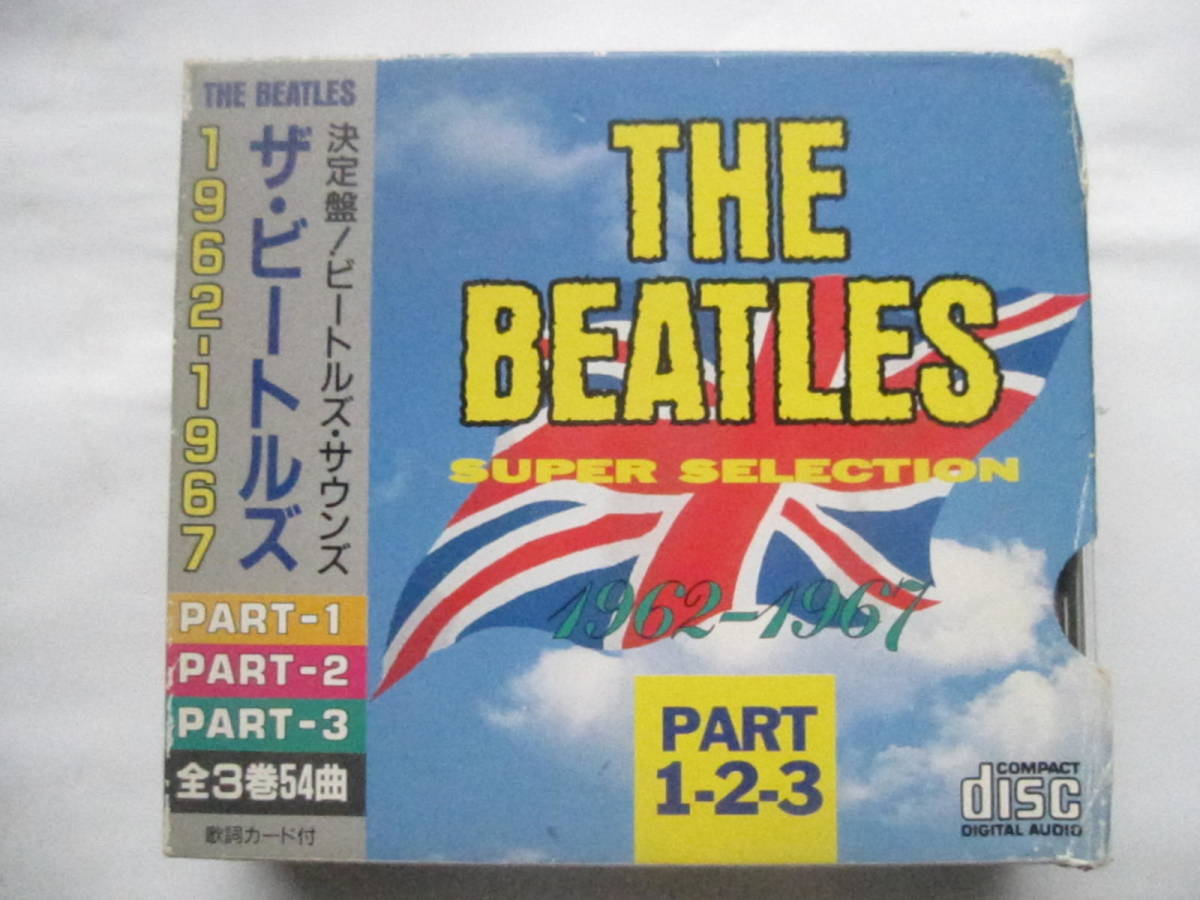 THE BEATLES
決定盤!ビートルズ・サウンズ
ザ・ビートルズ
1962-1967
PART-1
PART-2
PART-3
全3巻54曲
歌詞カード付
THE
BEATLES
SUPER SELECTION
1962-1967
PART
1-2-3
COMPACT
disc
DIGITAL AUDIO